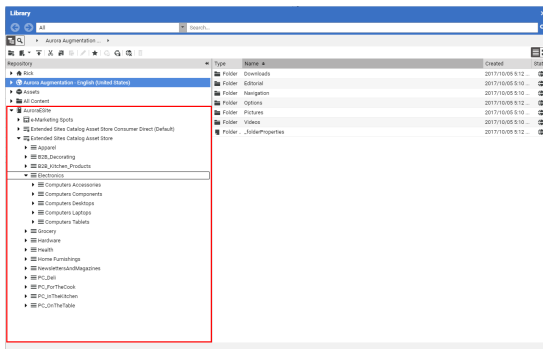 Library
All
Search...
Aurora Augmentation ...
Repository
Type Name Created Stat
Rick
Aurora Augmentation - English (United States)
Assets
All Content
AuroraESite
e-Marketing Spots
Extended Sites Catalog Asset Store Consumer Direct (Default)
Extended Sites Catalog Asset Store
Apparel
B2B_Decorating
B2B_Kitchen_Products
Electronics
Computers Accessories
Computers Components
Computers Desktops
Computers Laptops
Computers Tablets
Grocery
Hardware
Health
Home Furnishings
NewslettersAndMagazines
PC_Deli
PC_ForTheCook
PC_InTheKitchen
PC_OnTheTable
Folder Downloads 2017/10/05 5:12 ...
Folder Editorial 2017/10/05 5:10 ...
Folder Navigation 2017/10/05 5:10 ...
Folder Options 2017/10/05 5:12 ...
Folder Pictures 2017/10/05 5:10 ...
Folder Videos 2017/10/05 5:10 ...
Folder ... _folderProperties 2017/10/05 5:12 ...